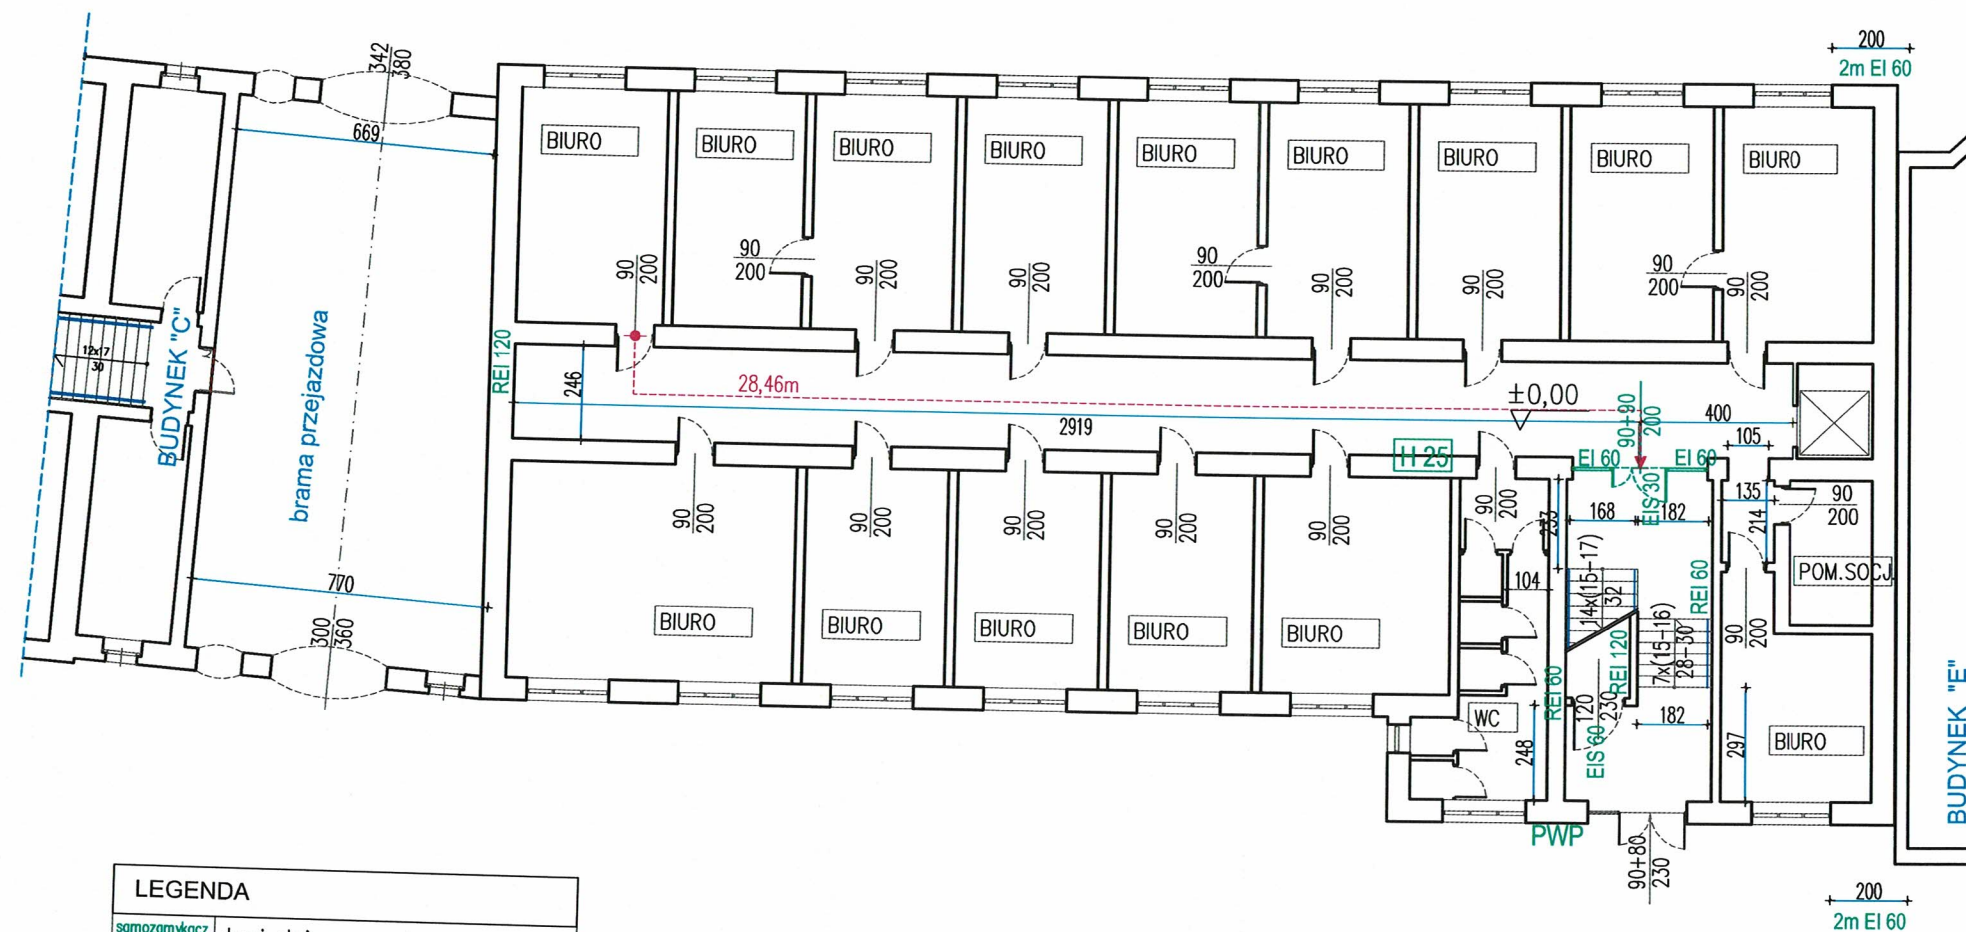 342
380
200
2m EI 60
669
BIURO
BIURO
BIURO
BIURO
BIURO
BIURO
BIURO
BIURO
BIURO
90
200
90
200
90
200
90
200
90
200
90
200
90
200
90
200
90
200
BUDYNEK "C"
12x17
30
brama przejazdowa
REI 120
246
28,46m
2919
±0,00
90+90
200
400
105
H 25
EI 60
EI 60
EIS 30
168
182
135
214
90
200
233
90
200
90
200
90
200
90
200
90
200
90
200
104
14x(15-17)
32
7x(15-16)
28-30
REI 60
REI 120
POM.SOCJ.
90
200
770
300
360
BIURO
BIURO
BIURO
BIURO
BIURO
WC
REI 60
120
230
EIS 60
182
248
297
BIURO
BUDYNEK "E"
PWP
90+80
230
200
2m EI 60
LEGENDA
samozamykacz